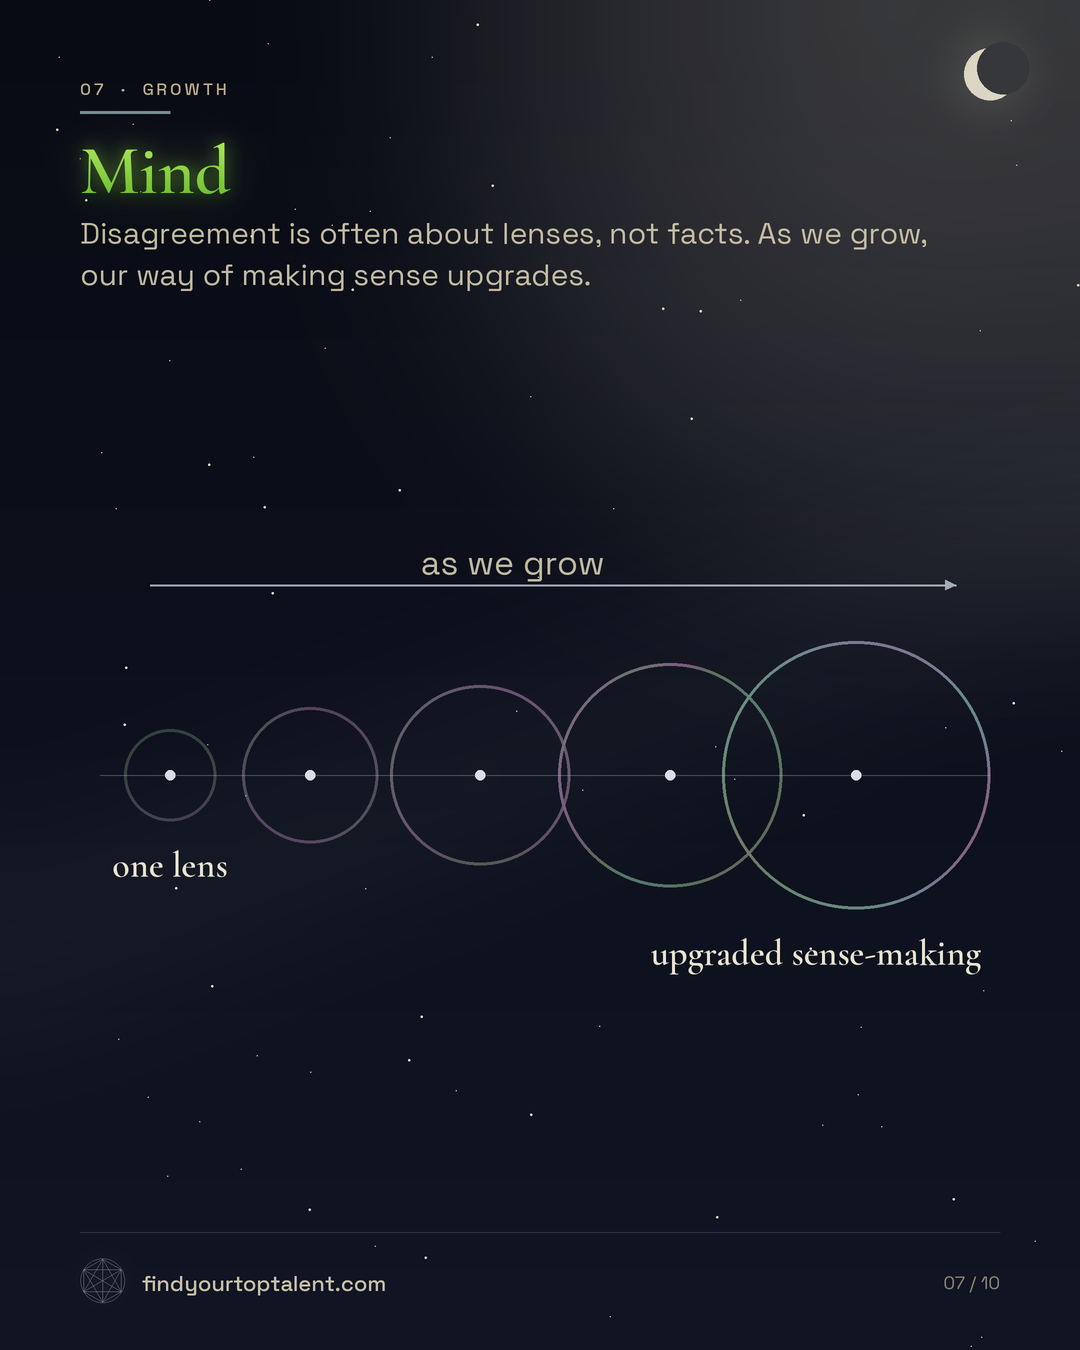 07 · GROWTH
Mind
Disagreement is often about lenses, not facts. As we grow,
our way of making sense upgrades.
as we grow
one lens
upgraded sense-making
findyourtoptalent.com
07 / 10